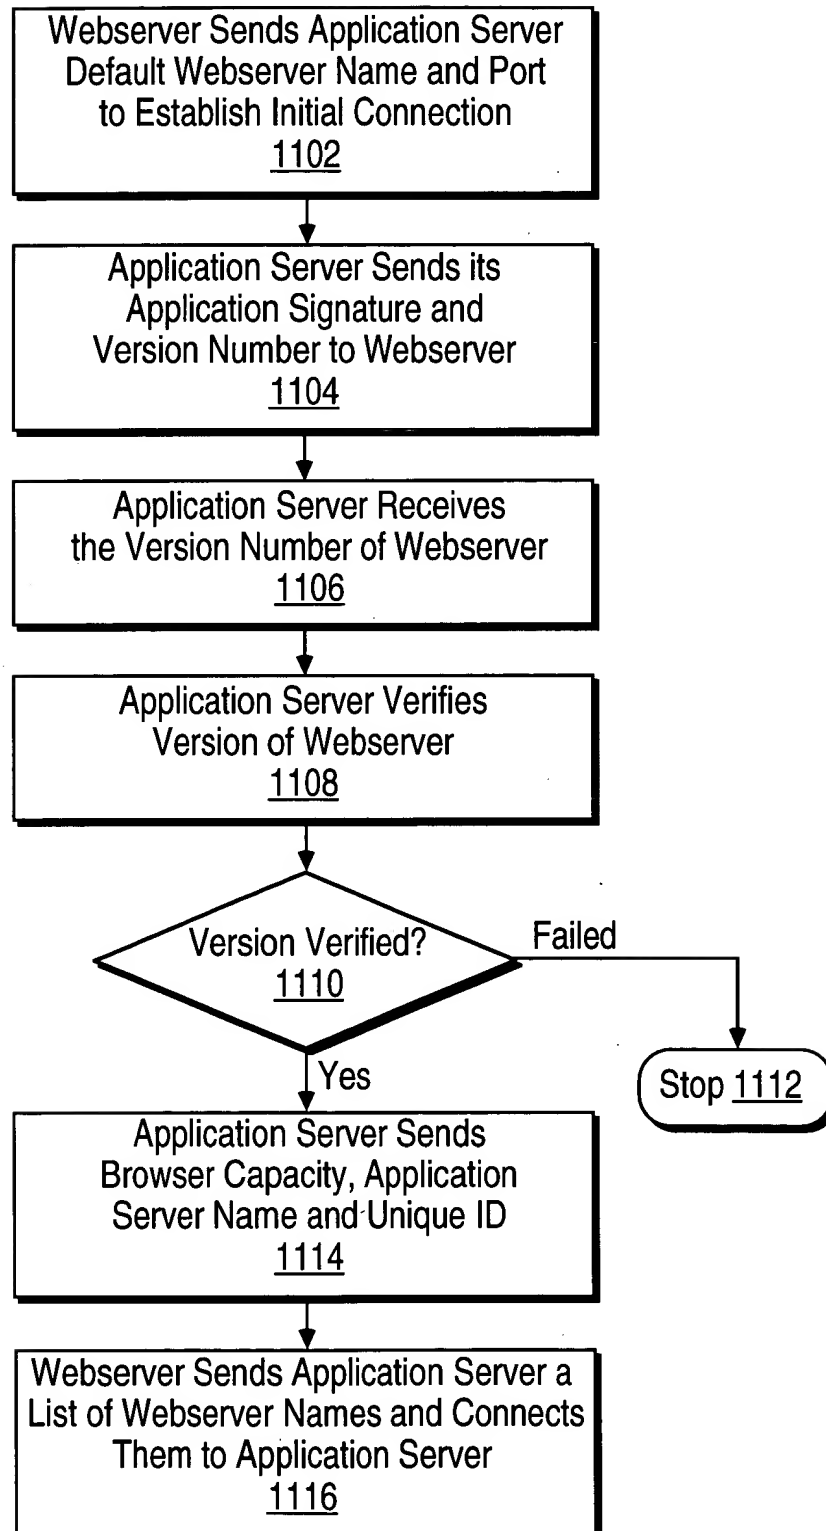 Webserver Sends Application Server
Default Webserver Name and Port
to Establish Initial Connection
1102
Application Server Sends its
Application Signature and
Version Number to Webserver
1104
Application Server Receives
the Version Number of Webserver
1106
Application Server Verifies
Version of Webserver
1108
Version Verified?
1110
Failed
Stop 1112
Yes
Application Server Sends
Browser Capacity, Application
Server Name and Unique ID
1114
Webserver Sends Application Server a
List of Webserver Names and Connects
Them to Application Server
1116